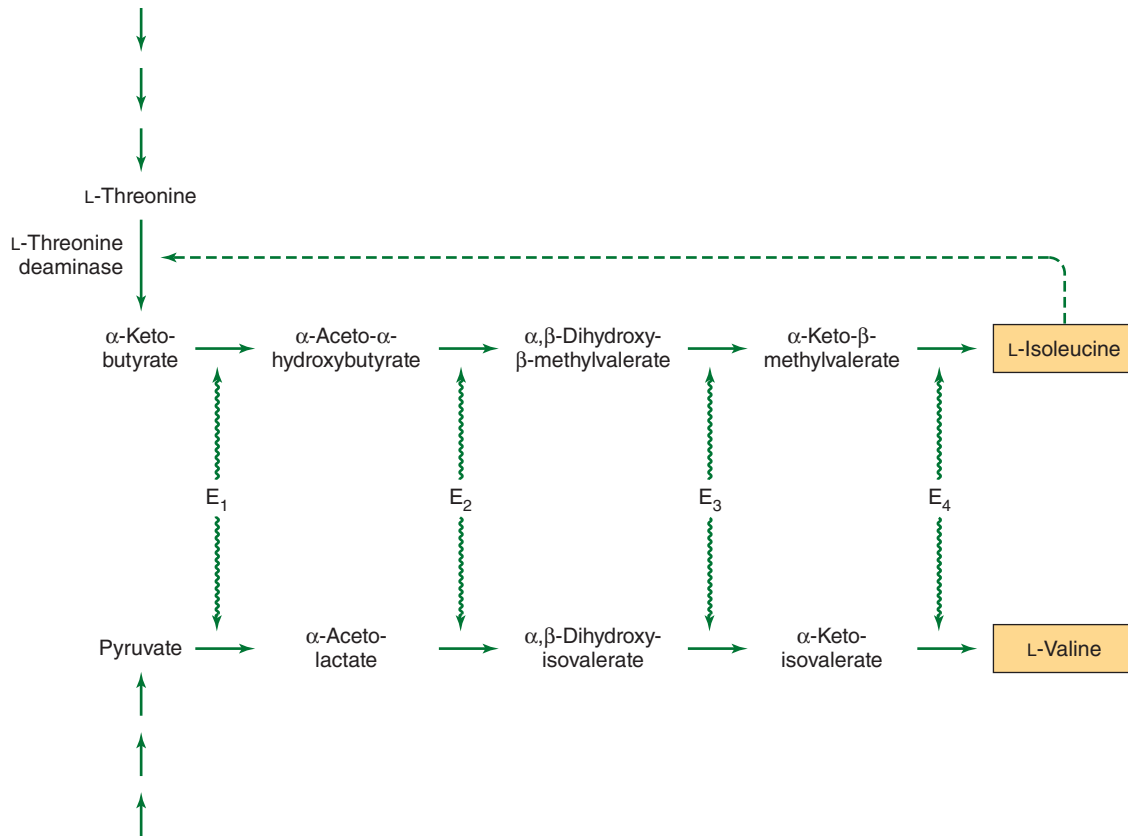 L-Threonine
L-Threonine
deaminase
α-Keto-
butyrate
α-Aceto-α-
hydroxybutyrate
α,β-Dihydroxy-
β-methylvalerate
α-Keto-β-
methylvalerate
L-Isoleucine
E1
E2
E3
E4
Pyruvate
α-Aceto-
lactate
α,β-Dihydroxy-
isovalerate
α-Keto-
isovalerate
L-Valine